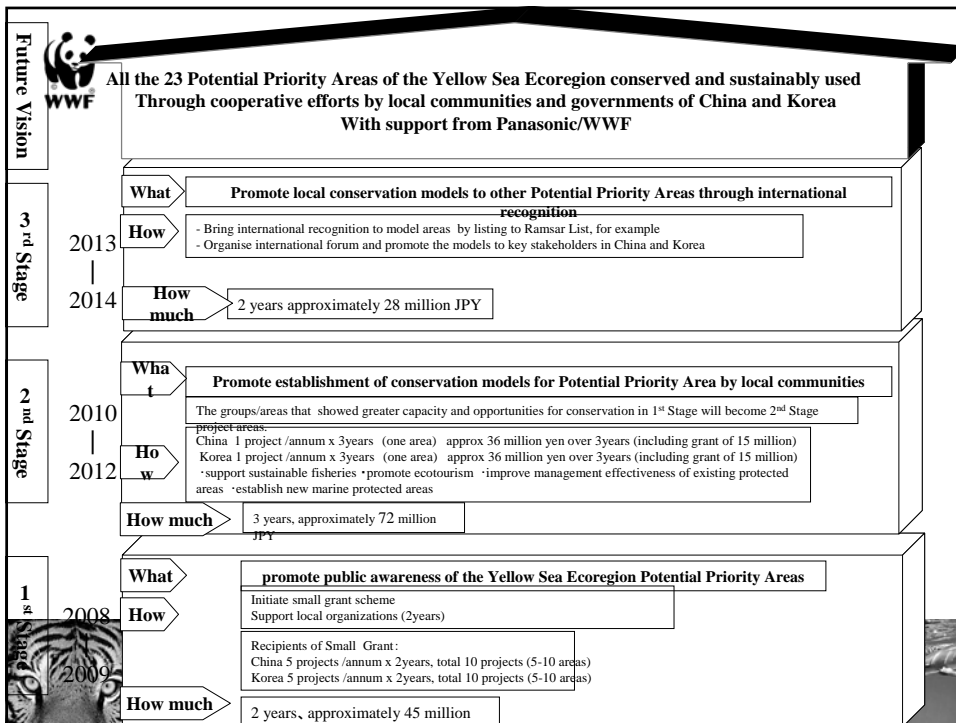 Future Vision
WWF
All the 23 Potential Priority Areas of the Yellow Sea Ecoregion conserved and sustainably used
Through cooperative efforts by local communities and governments of China and Korea
With support from Panasonic/WWF
3rd Stage
2013
|
2014
What
Promote local conservation models to other Potential Priority Areas through international
recognition
How
- Bring international recognition to model areas by listing to Ramsar List, for example
- Organise international forum and promote the models to key stakeholders in China and Korea
How
much
2 years approximately 28 million JPY
2nd Stage
2010
|
2012
Wha
t
Promote establishment of conservation models for Potential Priority Area by local communities
The groups/areas that showed greater capacity and opportunities for conservation in 1st Stage will become 2nd Stage
project areas.
Ho
w
China 1 project /annum x 3years (one area) approx 36 million yen over 3years (including grant of 15 million)
Korea 1 project /annum x 3years (one area) approx 36 million yen over 3years (including grant of 15 million)
・support sustainable fisheries ・promote ecotourism ・improve management effectiveness of existing protected
areas ・establish new marine protected areas
How much
3 years, approximately 72 million
JPY
1st Stage
2008
|
2009
What
promote public awareness of the Yellow Sea Ecoregion Potential Priority Areas
How
Initiate small grant scheme
Support local organizations (2years)
Recipients of Small Grant:
China 5 projects /annum x 2years, total 10 projects (5-10 areas)
Korea 5 projects /annum x 2years, total 10 projects (5-10 areas)
How much
2 years、approximately 45 million